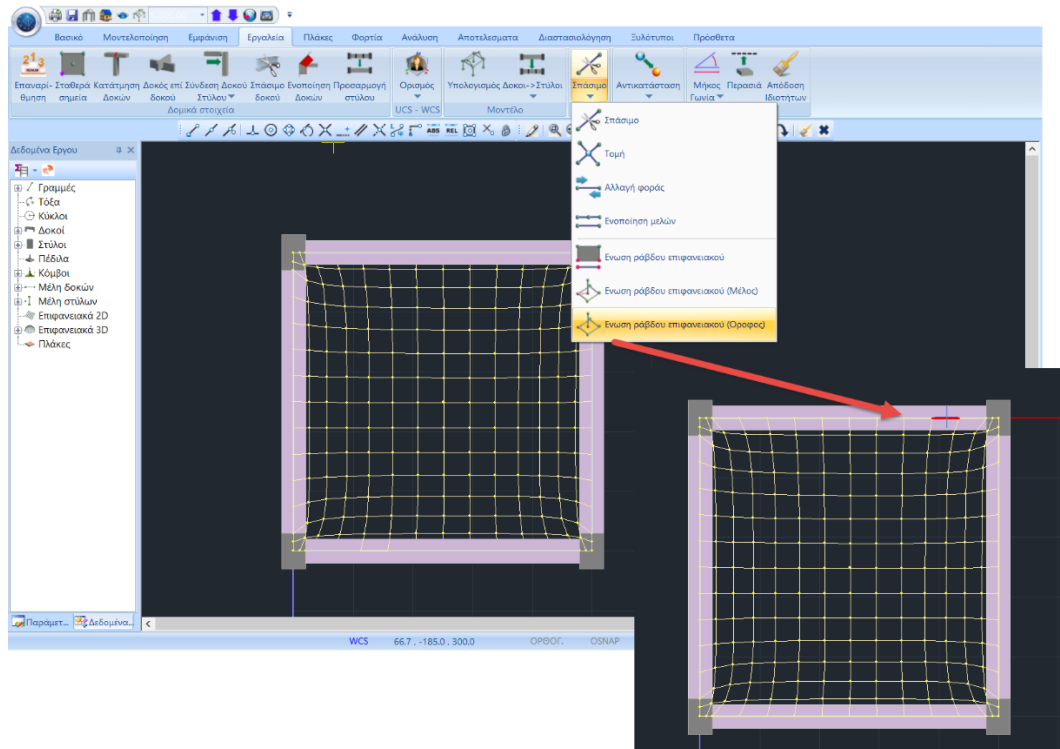 Βασικό Μοντελοποίηση Εμφάνιση Εργαλεία Πλάκες Φορτία Ανάλυση Αποτελεσματα Διαστασιολόγηση Ξυλότυποι Πρόσθετα
Επαναρί- Σταθερά Κατάτμηση Δοκός επί Σύνδεση Δοκού Σπάσιμο Ενοποίηση Προσαρμογή Ορισμός Υπολογισμός Δοκοι->Στύλοι Σπάσιμο Αντικατάσταση Μήκος Περασιά Απόδοση
θμηση σημεία Δοκών δοκού Στύλου δοκού Δοκών στύλου Γωνία Ιδιοτήτων
Δομικά στοιχεία UCS - WCS Μοντέλο
ABS REL
Δεδομένα Εργου
Γραμμές
Τόξα
Κύκλοι
Δοκοί
Στύλοι
Πέδιλα
Κόμβοι
Μέλη δοκών
Μέλη στύλων
Επιφανειακά 2D
Επιφανειακά 3D
Πλάκες
Σπάσιμο
Τομή
Αλλαγή φοράς
Ενοποίηση μελών
Ενωση ράβδου επιφανειακού
Ενωση ράβδου επιφανειακού (Μέλος)
Ενωση ράβδου επιφανειακού (Οροφος)
Παράμετ... Δεδομένα...
WCS 66.7 , -185.0 , 300.0 ΟΡΘΟΓ. OSNAP